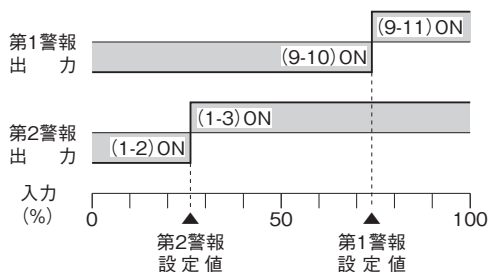 (9-11)ON
第1警報
出 力
(9-10)ON
(1-3)ON
第2警報
出 力
(1-2)ON
入力
(%)
0 50 100
第2警報 第1警報
設定値 設定値